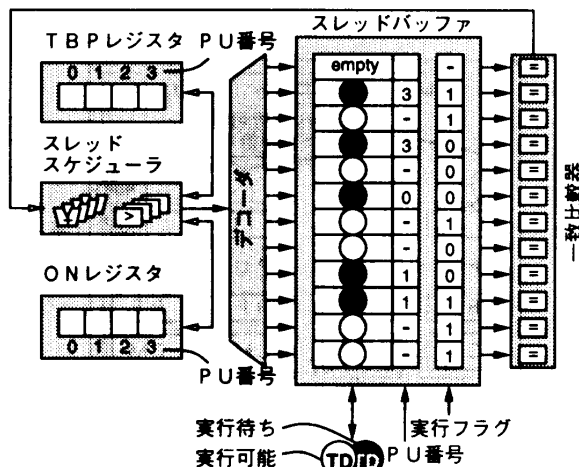 スレッドバッファ
TBPレジスタ PU番号
0 1 2 3
スレッド
スケジューラ
>
ONレジスタ
0 1 2 3
PU番号
デコーダ
empty -
3 1
- 1
3 0
- 0
0 0
- 1
- 0
1 0
1 1
- 1
- 1
=
=
=
=
=
=
=
=
=
=
=
=
一致比較器
実行待ち
実行可能
TD
PU番号
実行フラグ